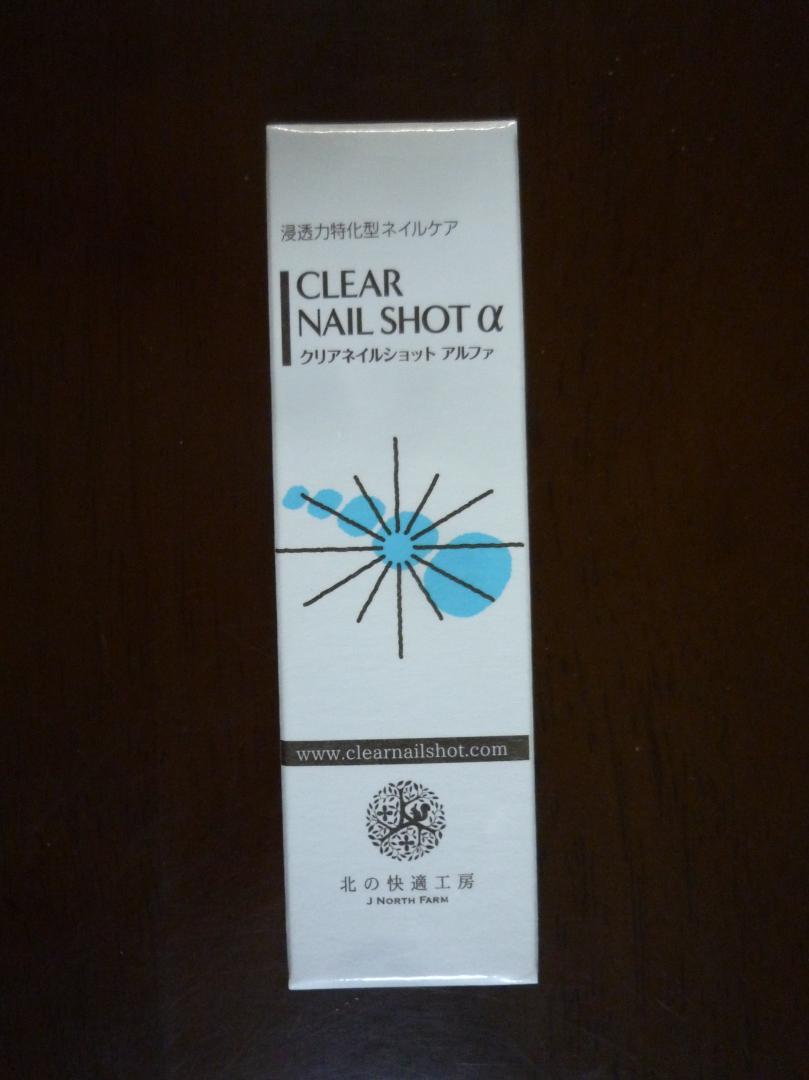 浸透力特化型ネイルケア
CLEAR
NAIL SHOT α
クリアネイルショット アルファ
www.clearnailshot.com
北の快適工房
J NORTH FARM